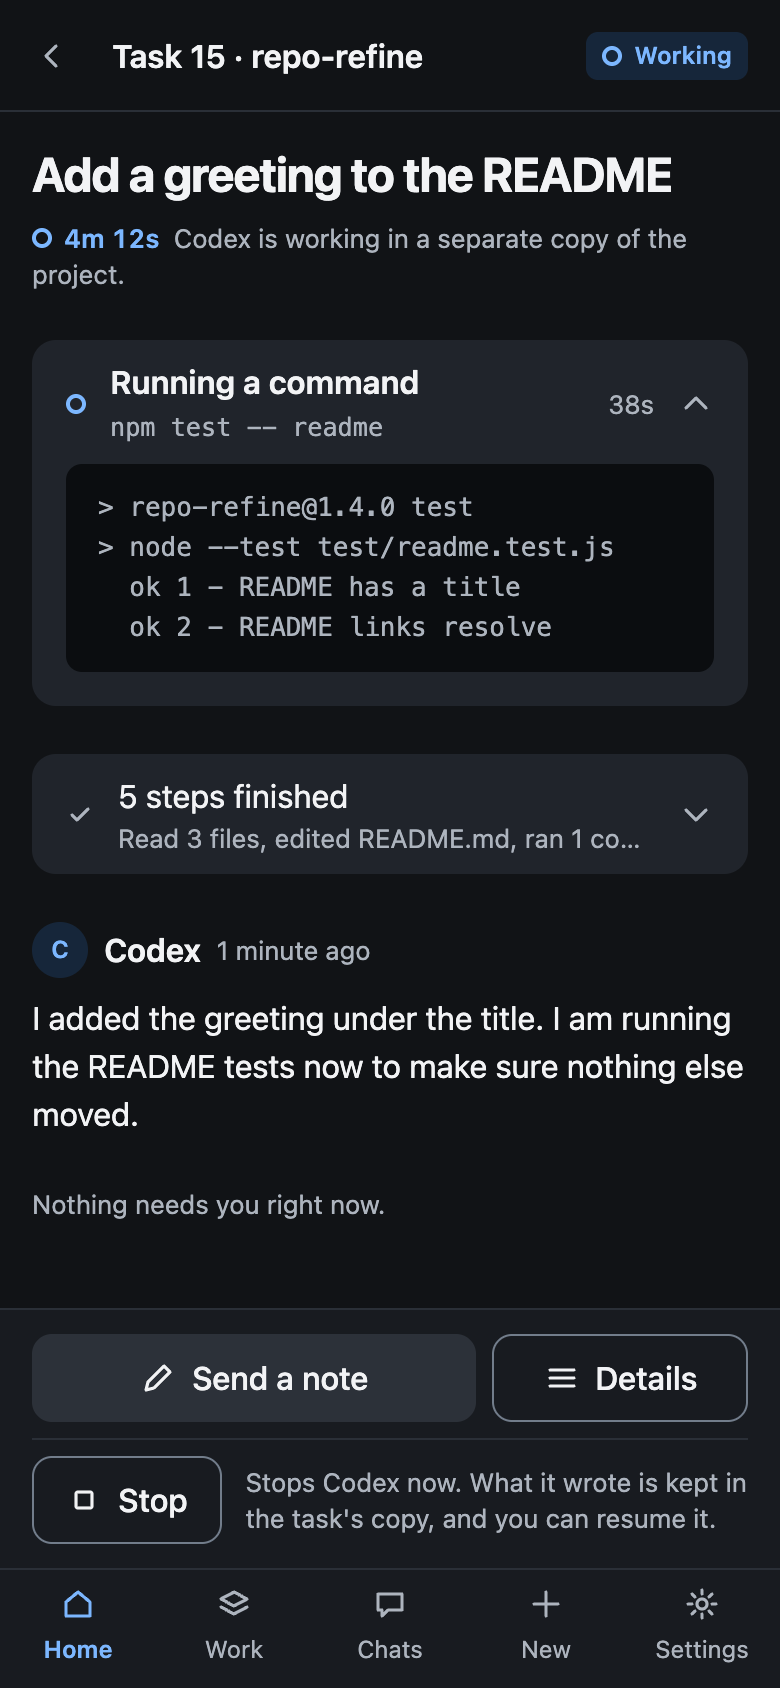 Task 15 · repo-refine
Working
Add a greeting to the README
4m 12s Codex is working in a separate copy of the
project.
Running a command
npm test -- readme
38s
> repo-refine@1.4.0 test
> node --test test/readme.test.js
ok 1 - README has a title
ok 2 - README links resolve
5 steps finished
Read 3 files, edited README.md, ran 1 co...
C
Codex 1 minute ago
I added the greeting under the title. I am running
the README tests now to make sure nothing else
moved.
Nothing needs you right now.
Send a note
Details
Stop
Stops Codex now. What it wrote is kept in
the task's copy, and you can resume it.
Home
Work
Chats
New
Settings